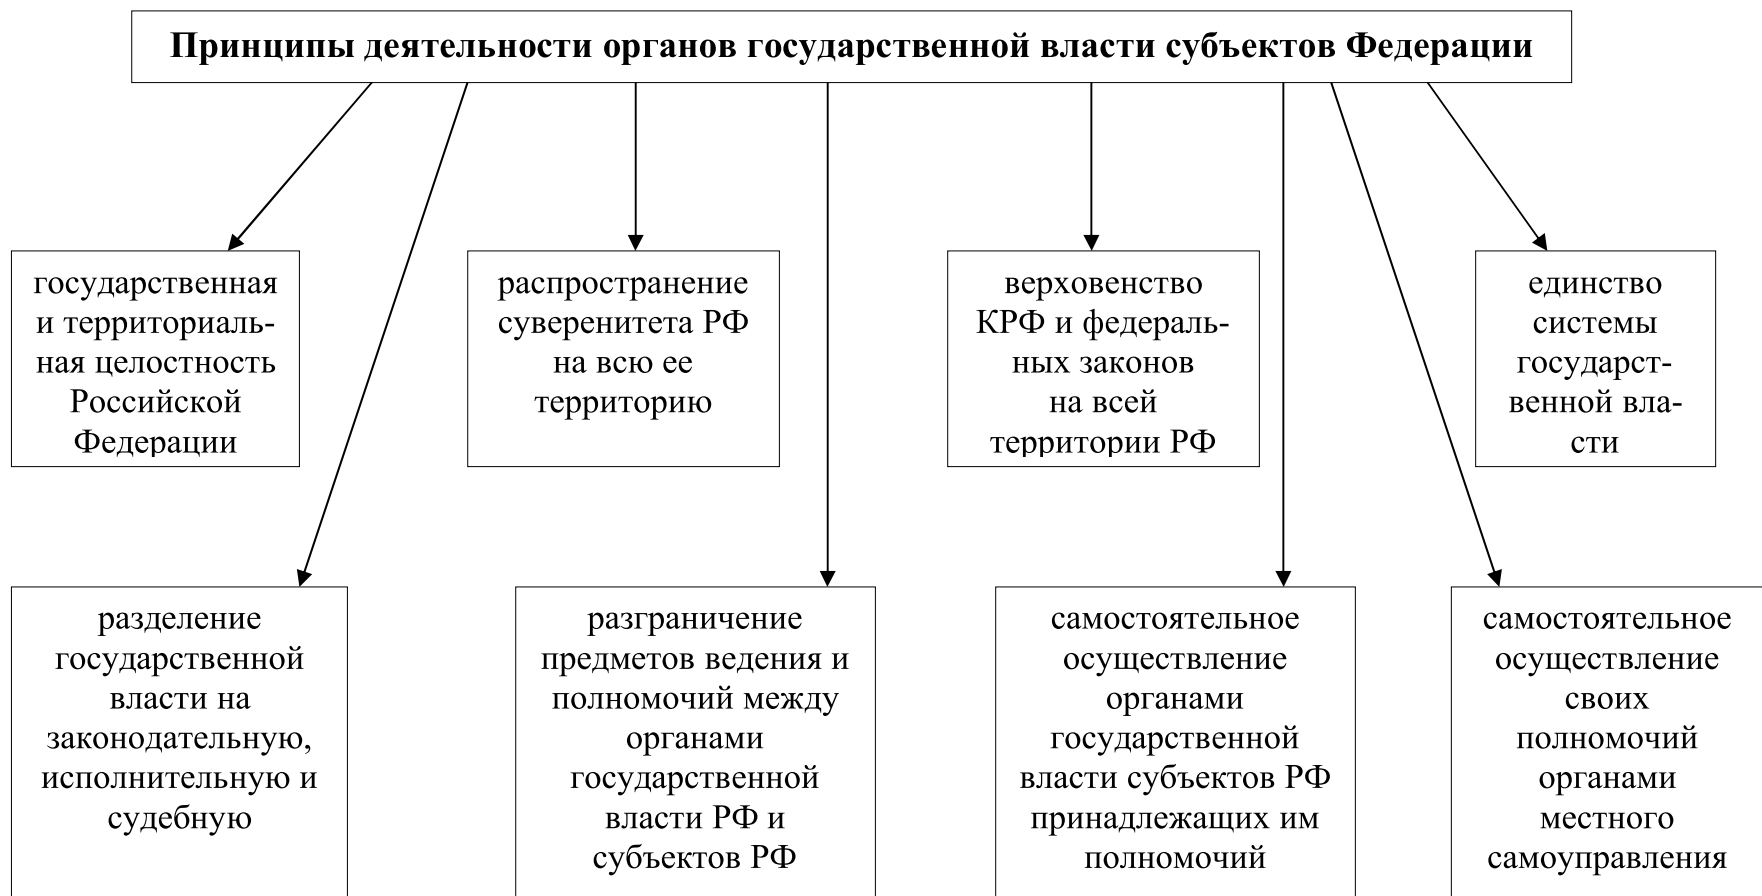 Принципы деятельности органов государственной власти субъектов Федерации
государственная
и территориаль-
ная целостность
Российской
Федерации
распространение
суверенитета РФ
на всю ее
территорию
верховенство
КРФ и федераль-
ных законов
на всей
территории РФ
единство
системы
государст-
венной вла-
сти
разделение
государственной
власти на
законодательную,
исполнительную и
судебную
разграничение
предметов ведения и
полномочий между
органами
государственной
власти РФ и
субъектов РФ
самостоятельное
осуществление
органами
государственной
власти субъектов РФ
принадлежащих им
полномочий
самостоятельное
осуществление
своих
полномочий
органами
местного
самоуправления